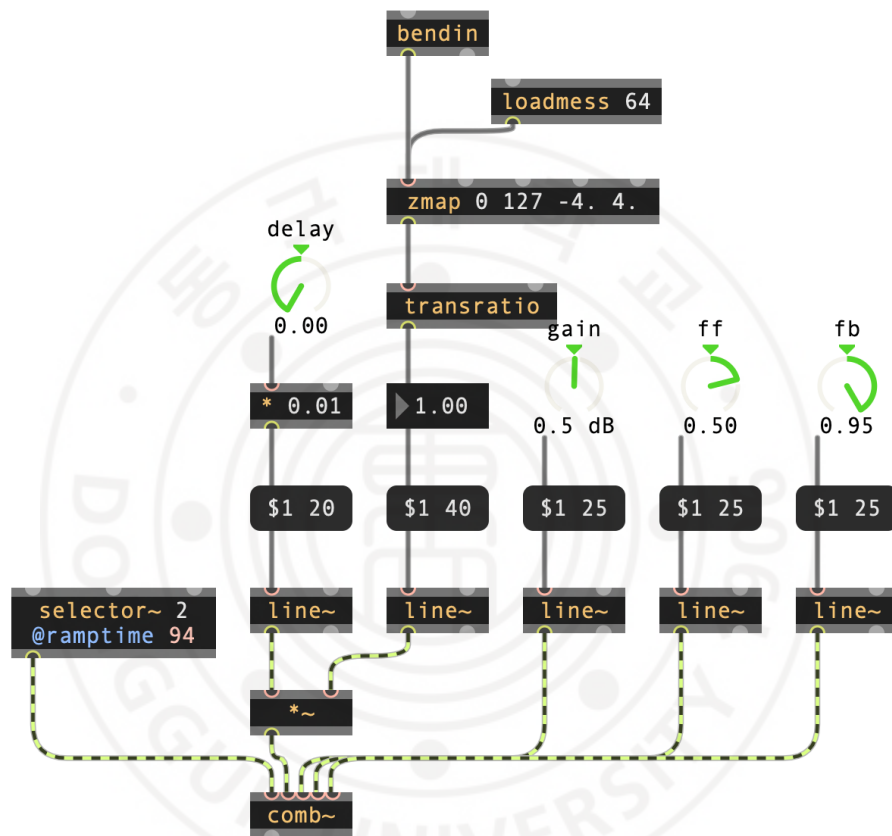 bendin
loadmess 64
zmap 0 127 -4. 4.
delay
transratio
0.00
gain
ff
fb
* 0.01
1.00
0.5 dB
0.50
0.95
$1 20
$1 40
$1 25
$1 25
$1 25
selector~ 2
@ramptime 94
line~
line~
line~
line~
line~
*~
comb~